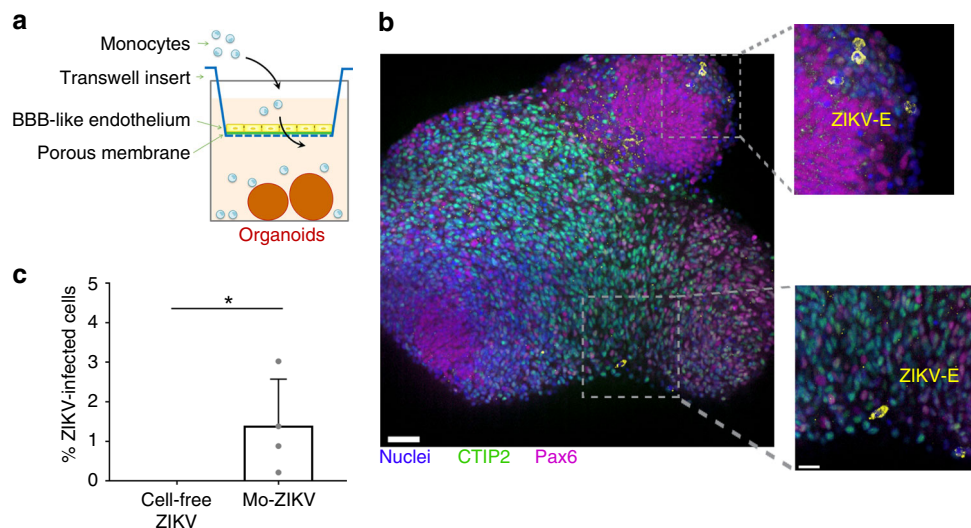 a
Monocytes
Transwell insert
BBB-like endothelium
Porous membrane
Organoids
b
ZIKV-E
ZIKV-E
Nuclei CTIP2 Pax6
c
% ZIKV-infected cells
5
4
3
2
1
0
*
Cell-free
ZIKV
Mo-ZIKV